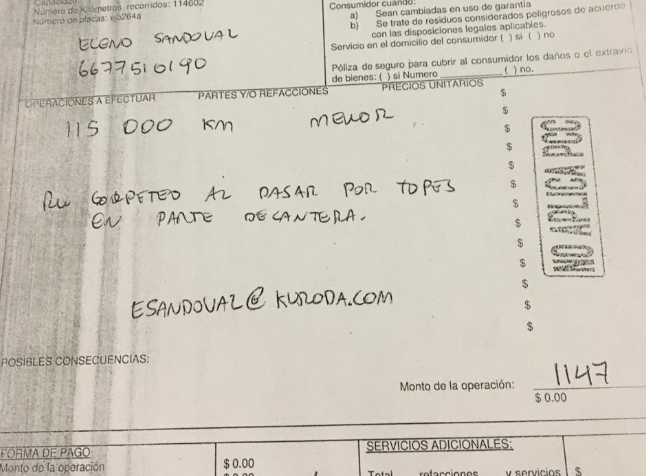 Número de Kilómetros recorridos: 114602
Número de placas: vjb264a
ELENO SANDOVAL
6677510190
Consumidor cuando:
a) Sean cambiadas en uso de garantía
b) Se trate de residuos considerados peligrosos de acuerdo
con las disposiciones legales aplicables.
Servicio en el domicilio del consumidor ( ) si ( ) no
Póliza de seguro para cubrir al consumidor los daños o el extravio
de bienes: ( ) si Numero ( ) no.
OPERACIONES A EFECTUAR PARTES Y/O REFACCIONES PRECIOS UNITARIOS
$
$
$
$
$
$
$
$
$
$
$
$
$
115 000 KM MENOR
GOLPETEO AL PASAR POR TOPES
EN PARTE DELANTERA.
ESANDOVAL@KURODA.COM
POSIBLES CONSECUENCIAS:
Monto de la operación: 1147
$ 0.00
FORMA DE PAGO
Monto de la operación $ 0.00
SERVICIOS ADICIONALES:
Total refacciones y servicios $